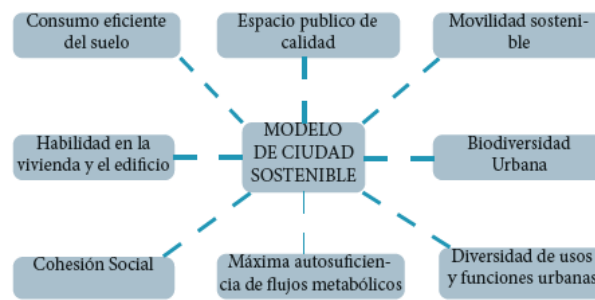 Consumo eficiente
del suelo
Espacio publico de
calidad
Movilidad sosteni-
ble
Habilidad en la
vivienda y el edificio
MODELO
DE CIUDAD
SOSTENIBLE
Biodiversidad
Urbana
Cohesión Social
Máxima autosuficien-
cia de flujos metabólicos
Diversidad de usos
y funciones urbanas